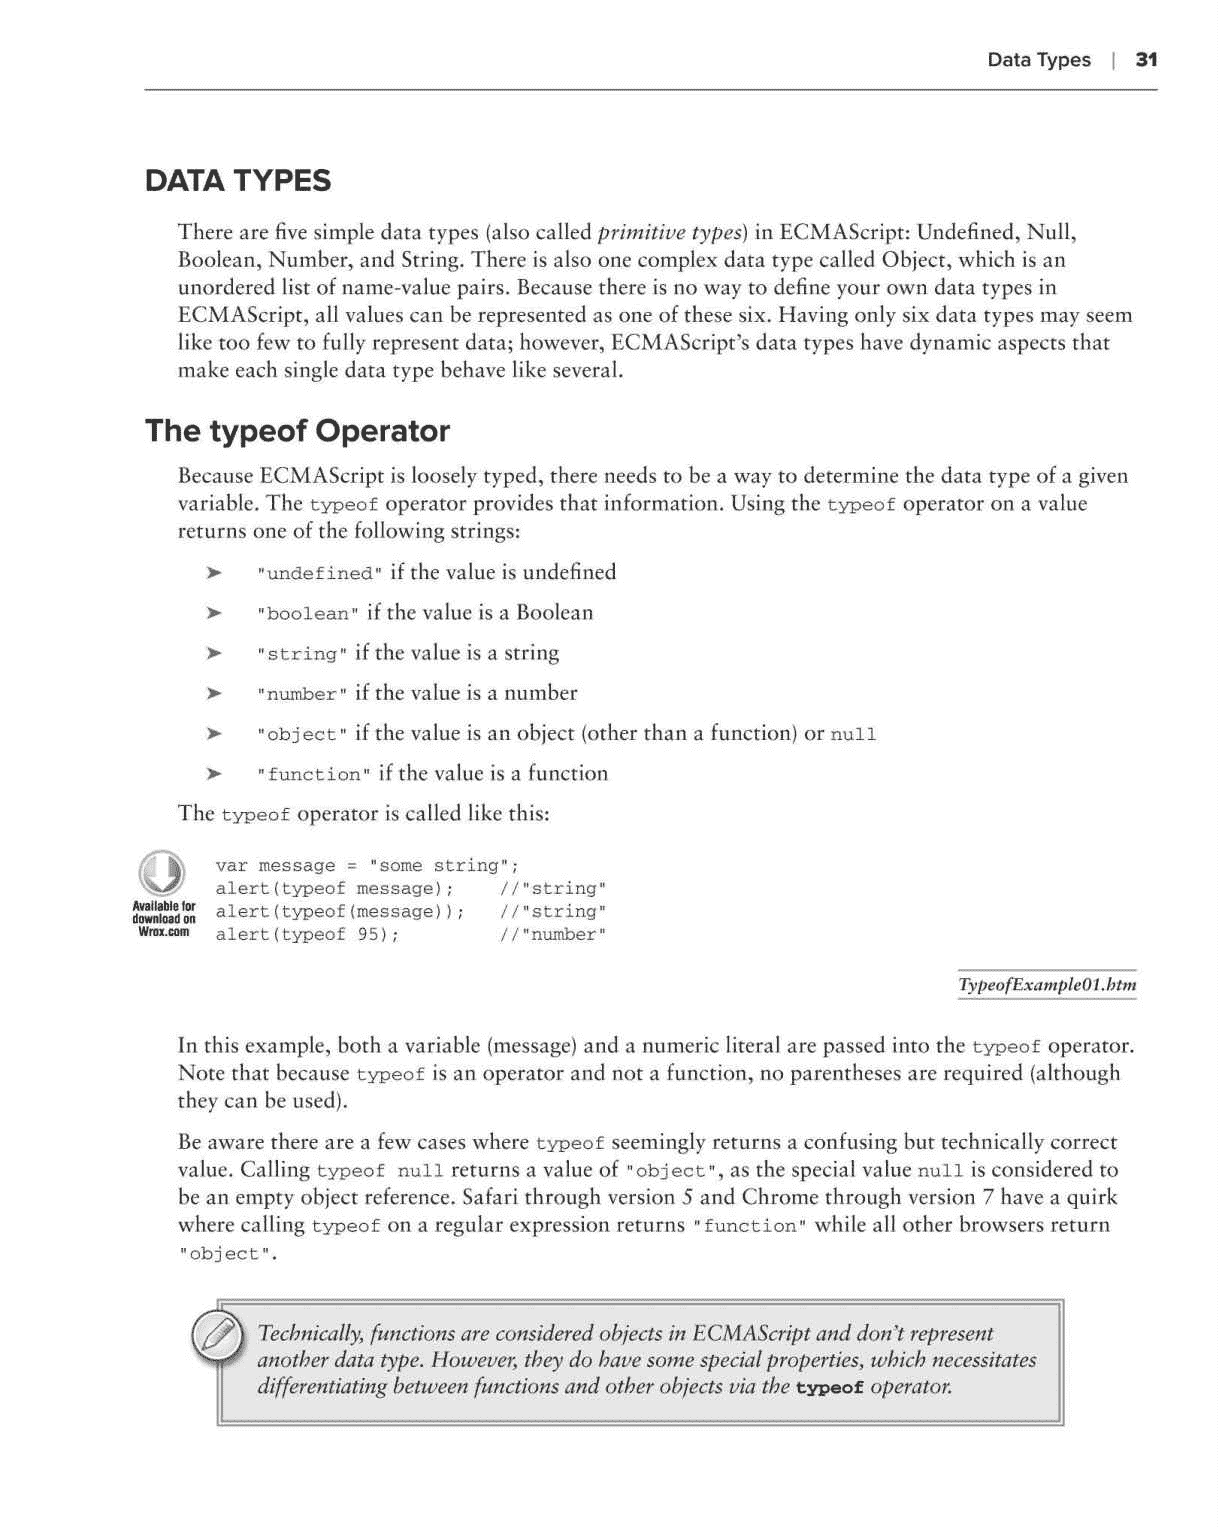 Data Types | 31
DATA TYPES
There are five simple data types (also called primitive types) in ECMAScript: Undefined, Null,
Boolean, Number, and String. There is also one complex data type called Object, which is an
unordered list of name-value pairs. Because there is no way to define your own data types in
ECMAScript, all values can be represented as one of these six. Having only six data types may seem
like too few to fully represent data; however, ECMAScript’s data types have dynamic aspects that
make each single data type behave like several.
The typeof Operator
Because ECMAScript is loosely typed, there needs to be a way to determine the data type of a given
variable. The typeof operator provides that information. Using the typeof operator on a value
returns one of the following strings:
➤ "undefined" if the value is undefined
➤ "boolean" if the value is a Boolean
➤ "string" if the value is a string
➤ "number" if the value is a number
➤ "object" if the value is an object (other than a function) or null
➤ "function" if the value is a function
The typeof operator is called like this:
Available for
download on
Wrox.com
var message = "some string";
alert(typeof message);    //"string"
alert(typeof(message));   //"string"
alert(typeof 95);         //"number"
TypeofExample01.htm
In this example, both a variable (message) and a numeric literal are passed into the typeof operator.
Note that because typeof is an operator and not a function, no parentheses are required (although
they can be used).
Be aware there are a few cases where typeof seemingly returns a confusing but technically correct
value. Calling typeof null returns a value of "object", as the special value null is considered to
be an empty object reference. Safari through version 5 and Chrome through version 7 have a quirk
where calling typeof on a regular expression returns "function" while all other browsers return
"object".
Technically, functions are considered objects in ECMAScript and don’t represent
another data type. However, they do have some special properties, which necessitates
differentiating between functions and other objects via the typeof operator.